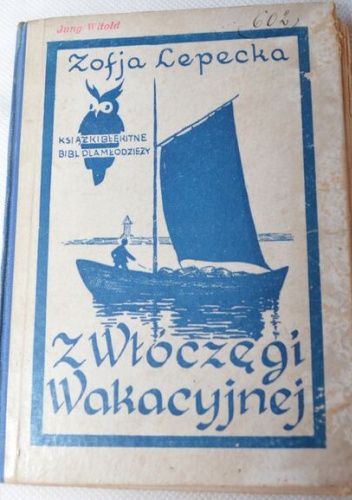 Jung Witold
(602)
Zofja Lepecka
KSIĄŻKI BŁĘKITNE
BIBL. DLA MŁODZIEŻY
Z Włóczęgi
Wakacyjnej